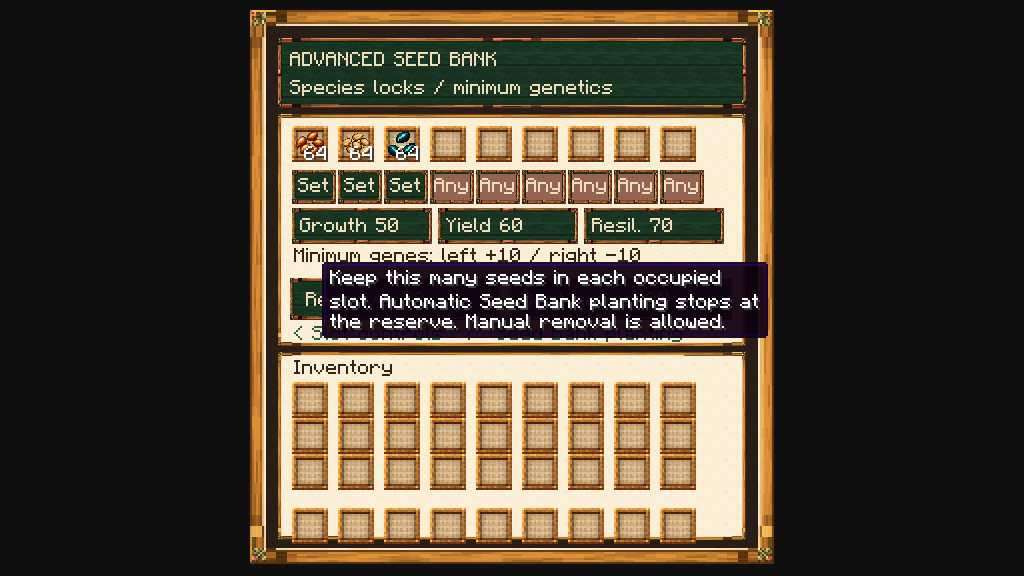 ADVANCED SEED BANK
Species locks / minimum genetics
64 64 64
Set Set Set Any Any Any Any Any Any
Growth 50 Yield 60 Resil. 70
Minimum genes: left +10 / right -10
Keep this many seeds in each occupied
slot. Automatic Seed Bank planting stops at
the reserve. Manual removal is allowed.
Inventory